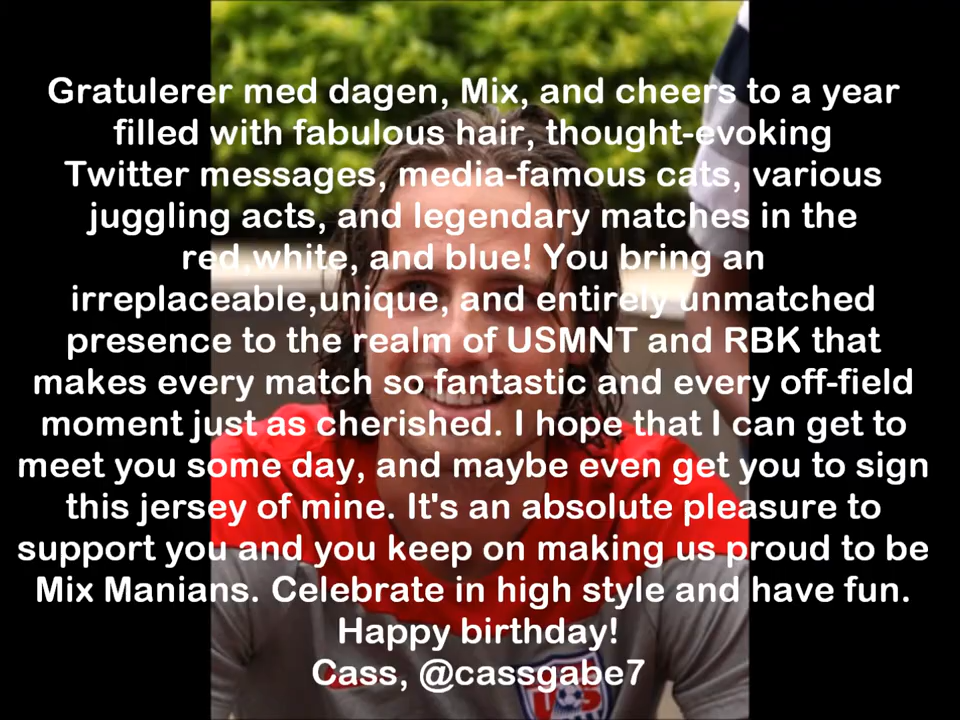 Gratulerer med dagen, Mix, and cheers to a year
filled with fabulous hair, thought-evoking
Twitter messages, media-famous cats, various
juggling acts, and legendary matches in the
red,white, and blue! You bring an
irreplaceable,unique, and entirely unmatched
presence to the realm of USMNT and RBK that
makes every match so fantastic and every off-field
moment just as cherished. I hope that I can get to
meet you some day, and maybe even get you to sign
this jersey of mine. It's an absolute pleasure to
support you and you keep on making us proud to be
Mix Manians. Celebrate in high style and have fun.
Happy birthday!
Cass, @cassgabe7
US